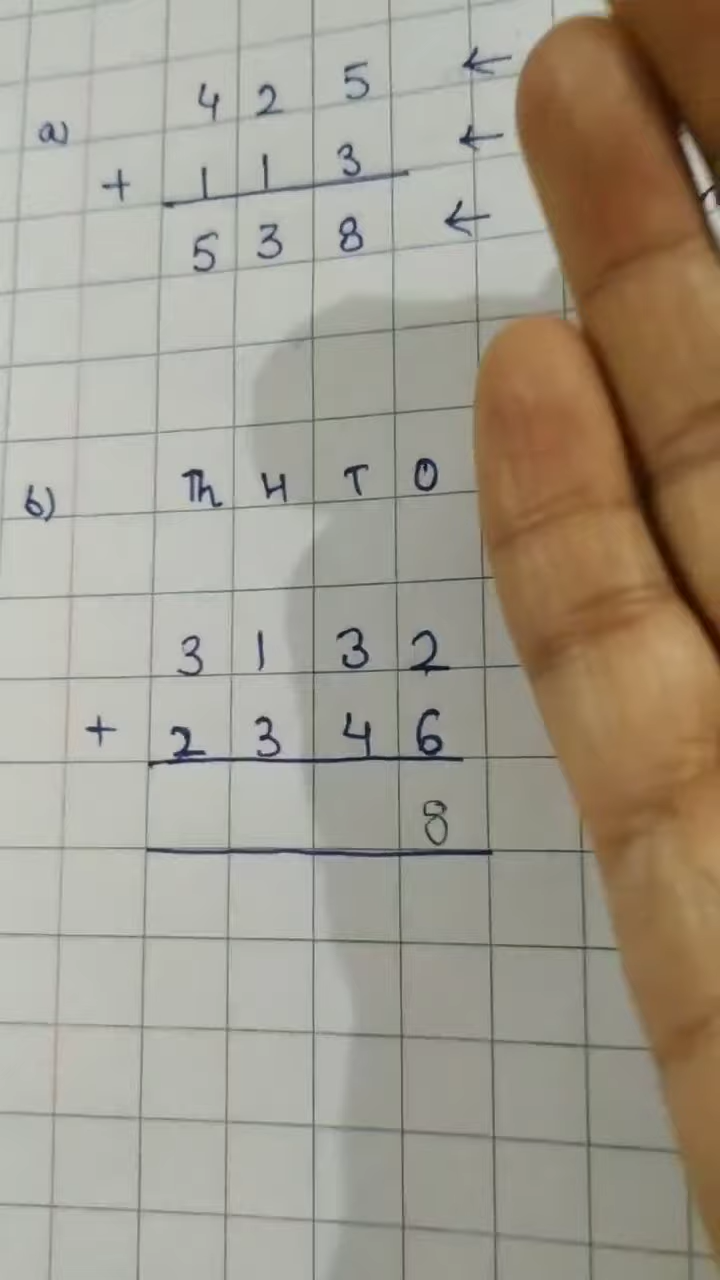 a) 4 2 5 ←
+ 1 1 3 ←
5 3 8 ←
b) Th H T O
3 1 3 2
+ 2 3 4 6
8